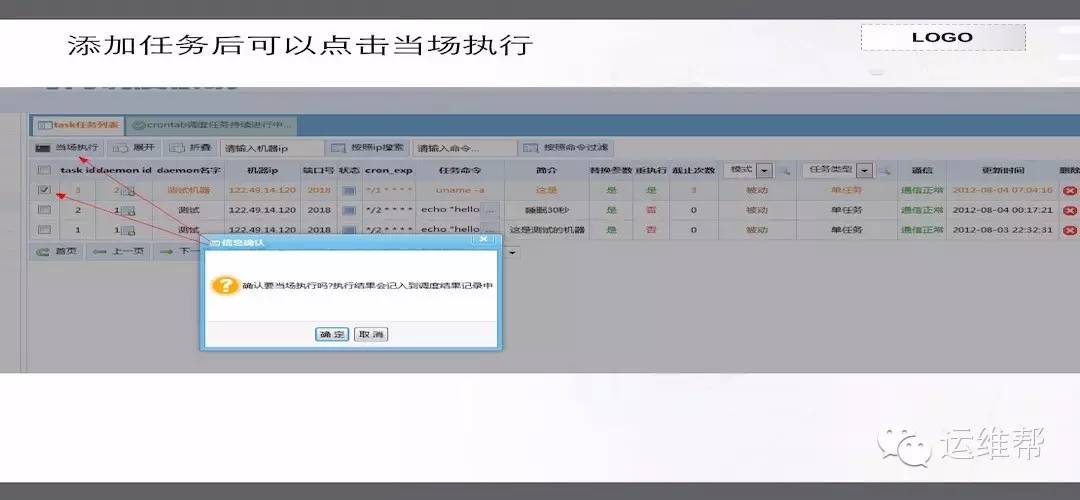 添加任务后可以点击当场执行
LOGO
task任务列表 crontab调度任务持续进行中...
当场执行 展开 折叠 请输入机器ip 按照ip搜索 请输入命令... 按照命令过滤
task id daemon id daemon名字 机器ip 端口号 状态 cron_exp 任务命令 简介 替换参数 重执行 截止次数 模式 任务类型 通信 更新时间 删除
3 2 测试机器 122.49.14.120 2018 */1 * * * * uname -a 这是 是 是 3 被动 单任务 通信正常 2012-08-04 07:04:16
2 1 测试 122.49.14.120 2018 */2 * * * * echo "hello ... 睡眠30秒 是 否 0 被动 单任务 通信正常 2012-08-04 00:17:21
1 1 测试 122.49.14.120 2018 */2 * * * * echo "hello ... 这是测试的机器 是 否 0 被动 单任务 通信正常 2012-08-03 22:32:31
首页 上一页 下一
信息确认
确认要当场执行吗?执行结果会记入到调度结果记录中
确定 取消
运维帮